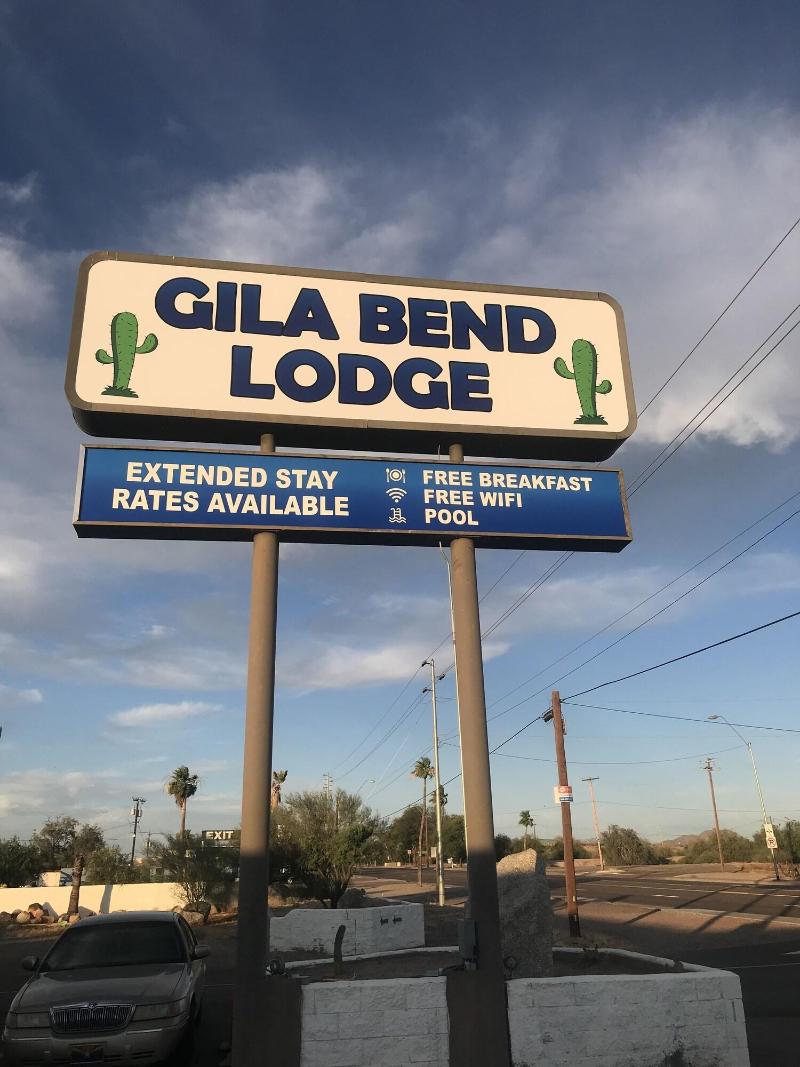 GILA BEND
LODGE
EXTENDED STAY
RATES AVAILABLE
FREE BREAKFAST
FREE WIFI
POOL
EXIT